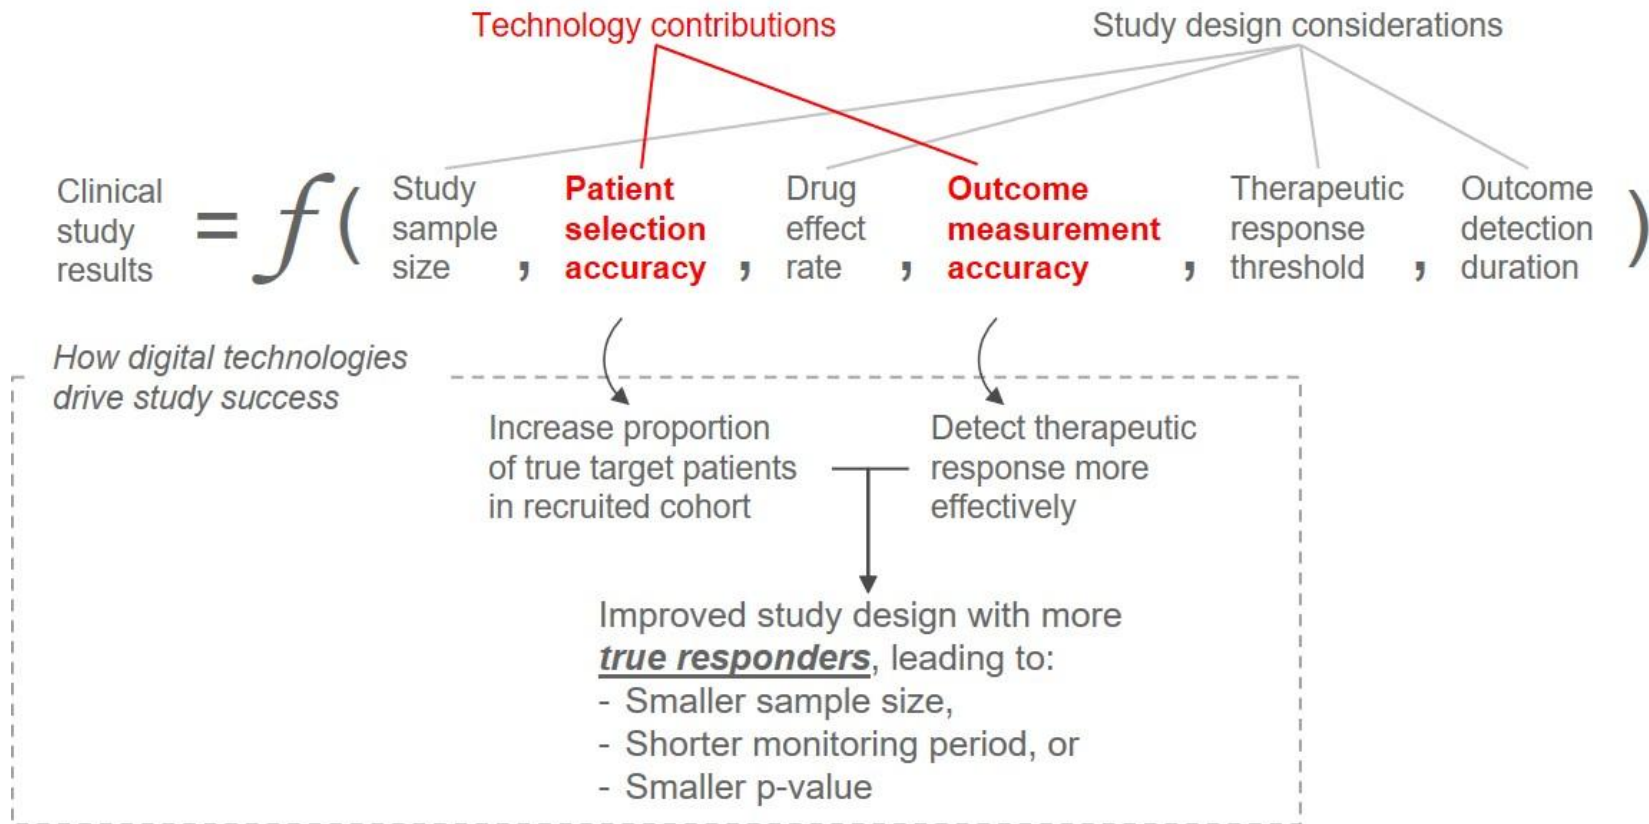 Technology contributions
Study design considerations
Clinical
study
results
=
f(
Study
sample
size ,
Patient
selection
accuracy ,
Drug
effect
rate ,
Outcome
measurement
accuracy ,
Therapeutic
response
threshold ,
Outcome
detection
duration )
How digital technologies
drive study success
Increase proportion
of true target patients
in recruited cohort
Detect therapeutic
response more
effectively
Improved study design with more
true responders, leading to:
- Smaller sample size,
- Shorter monitoring period, or
- Smaller p-value